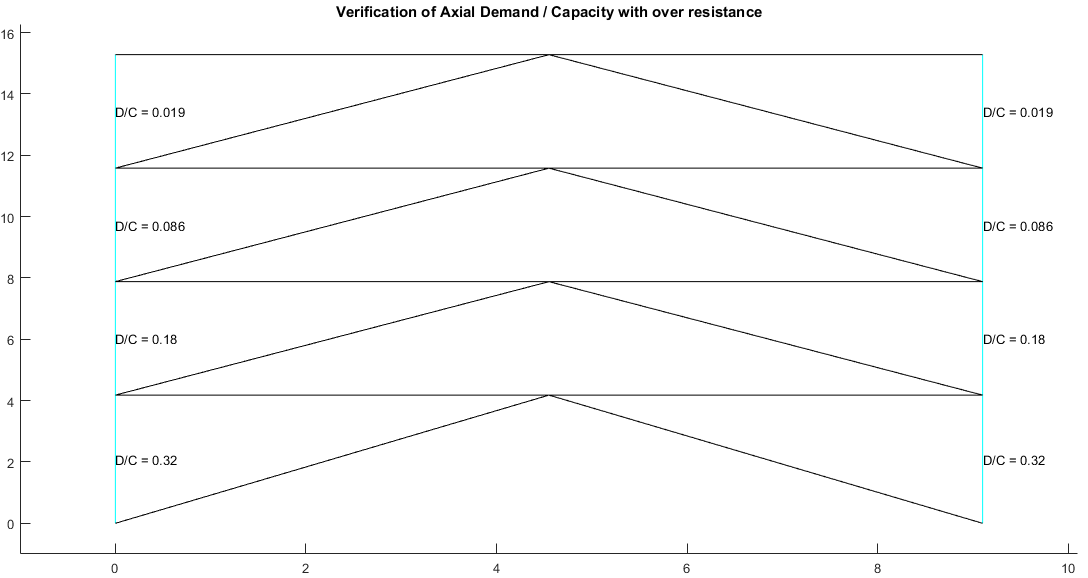 Verification of Axial Demand / Capacity with over resistance
16
14
D/C = 0.019 D/C = 0.019
12
10
D/C = 0.086 D/C = 0.086
8
6
D/C = 0.18 D/C = 0.18
4
2
D/C = 0.32 D/C = 0.32
0
0 2 4 6 8 10